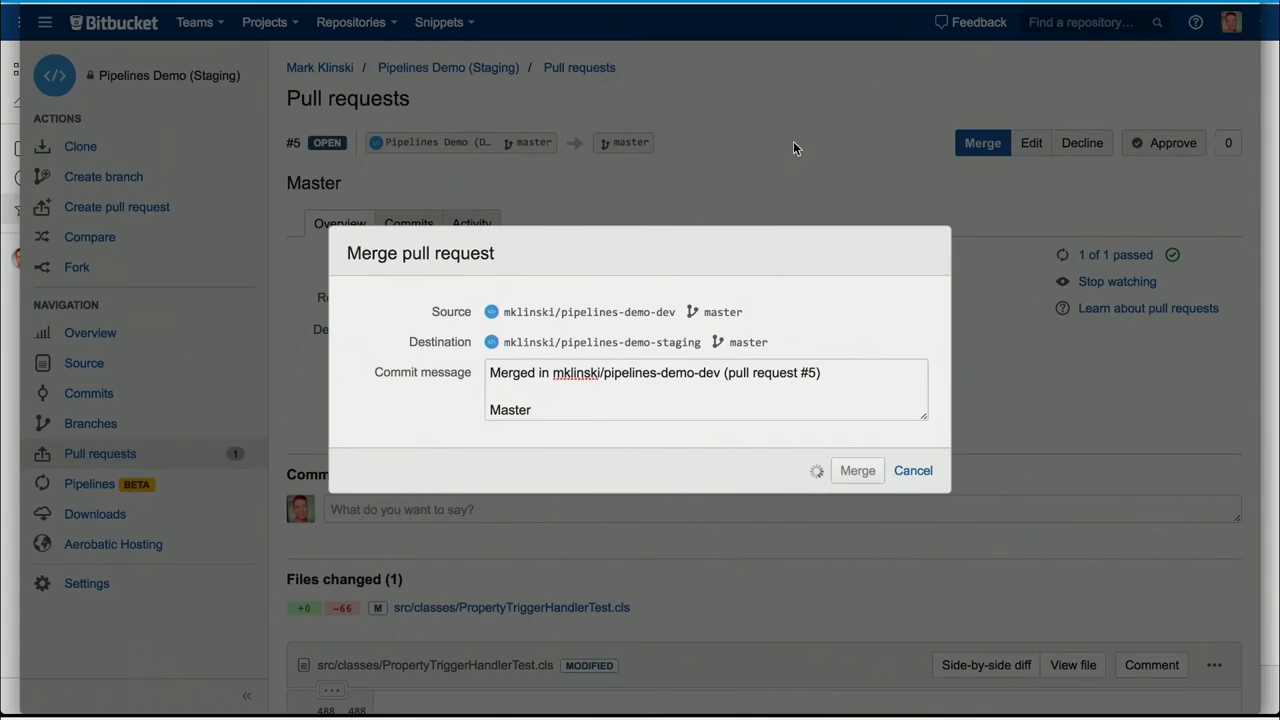 Bitbucket Teams Projects Repositories Snippets Feedback Find a repository...
Pipelines Demo (Staging)
Mark Klinski / Pipelines Demo (Staging) / Pull requests
Pull requests
ACTIONS
Clone
Create branch
Create pull request
Compare
Fork
NAVIGATION
Overview
Source
Commits
Branches
Pull requests 1
Pipelines BETA
Downloads
Aerobatic Hosting
Settings
#5 OPEN Pipelines Demo (D... master master
Merge Edit Decline Approve 0
Master
Overview Commits Activity
1 of 1 passed
Stop watching
Learn about pull requests
Merge pull request
Source mklinski/pipelines-demo-dev master
Destination mklinski/pipelines-demo-staging master
Commit message Merged in mklinski/pipelines-demo-dev (pull request #5)
Master
Merge Cancel
What do you want to say?
Files changed (1)
+0 -66 M src/classes/PropertyTriggerHandlerTest.cls
src/classes/PropertyTriggerHandlerTest.cls MODIFIED Side-by-side diff View file Comment
488 488